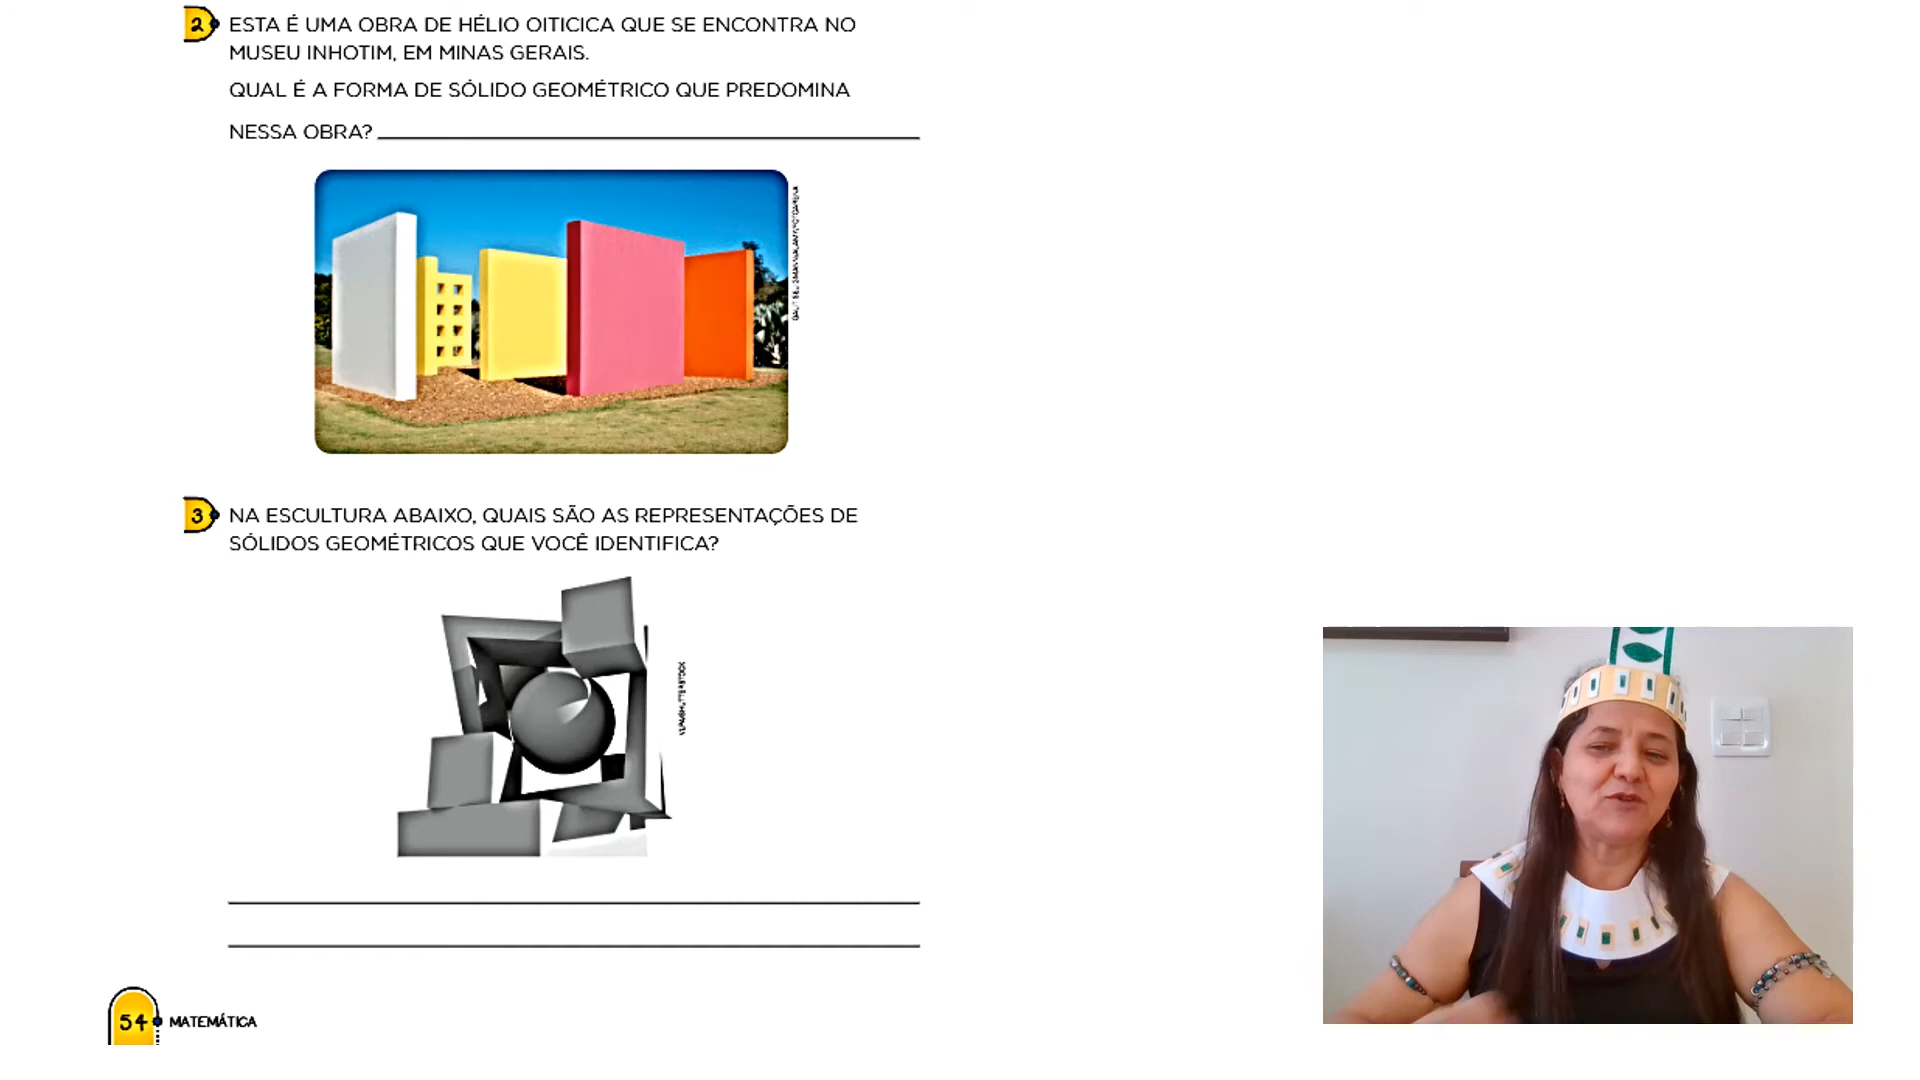 2 ESTA É UMA OBRA DE HÉLIO OITICICA QUE SE ENCONTRA NO
MUSEU INHOTIM, EM MINAS GERAIS.
QUAL É A FORMA DE SÓLIDO GEOMÉTRICO QUE PREDOMINA
NESSA OBRA?
3 NA ESCULTURA ABAIXO, QUAIS SÃO AS REPRESENTAÇÕES DE
SÓLIDOS GEOMÉTRICOS QUE VOCÊ IDENTIFICA?
54 MATEMÁTICA